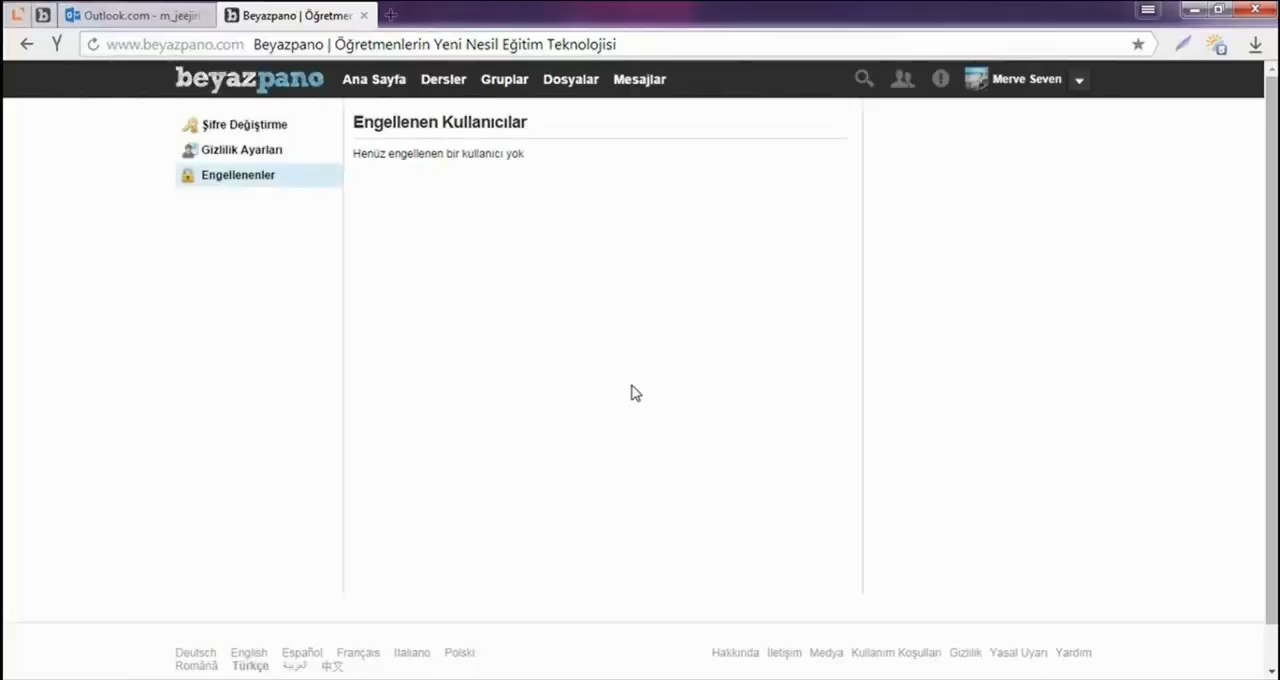 Outlook.com - m_jeejin
Beyazpano | Öğretmen
www.beyazpano.com Beyazpano | Öğretmenlerin Yeni Nesil Eğitim Teknolojisi
beyazpano Ana Sayfa Dersler Gruplar Dosyalar Mesajlar Merve Seven
Şifre Değiştirme
Gizlilik Ayarları
Engellenenler
Engellenen Kullanıcılar
Henüz engellenen bir kullanıcı yok
Deutsch English Español Français Italiano Polski
Română Türkçe العربية 中文
Hakkında İletişim Medya Kullanım Koşulları Gizlilik Yasal Uyarı Yardım